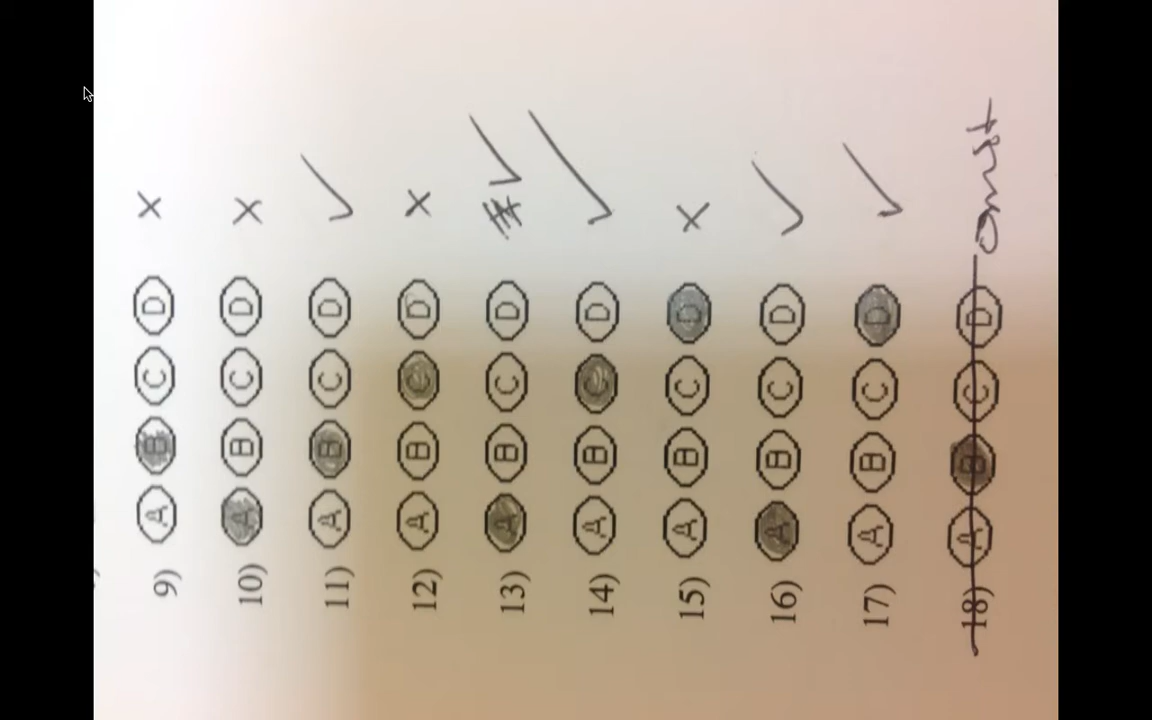 9) A B C D x
10) A B C D x
11) A B C D ✓
12) A B C D x
13) A B C D ✓
14) A B C D ✓
15) A B C D x
16) A B C D ✓
17) A B C D ✓
18) A B C D omit